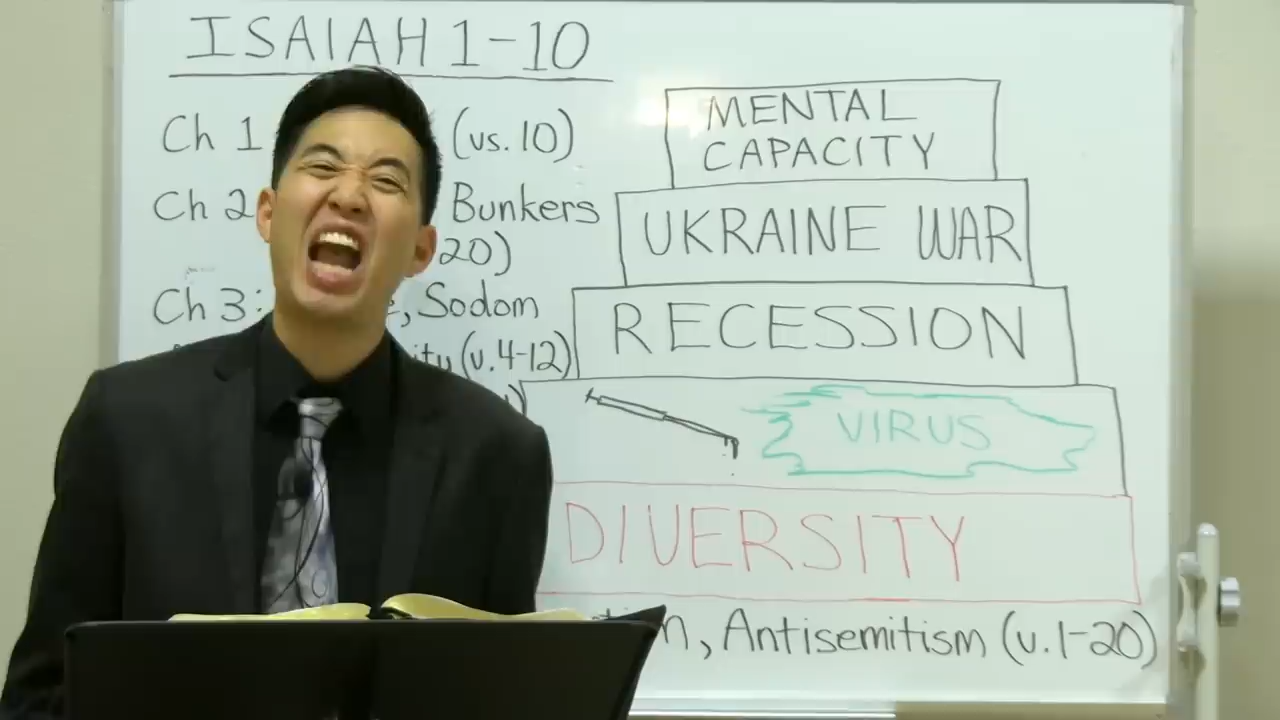 ISAIAH 1-10
Ch 1 (vs. 10)
Ch 2 Bunkers
20)
Ch 3: , Sodom
(v.4-12)
MENTAL
CAPACITY
UKRAINE WAR
RECESSION
VIRUS
DIVERSITY
, Antisemitism (v.1-20)